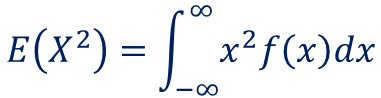 E(X²) = ∫_{-∞}^{∞} x² f(x)dx